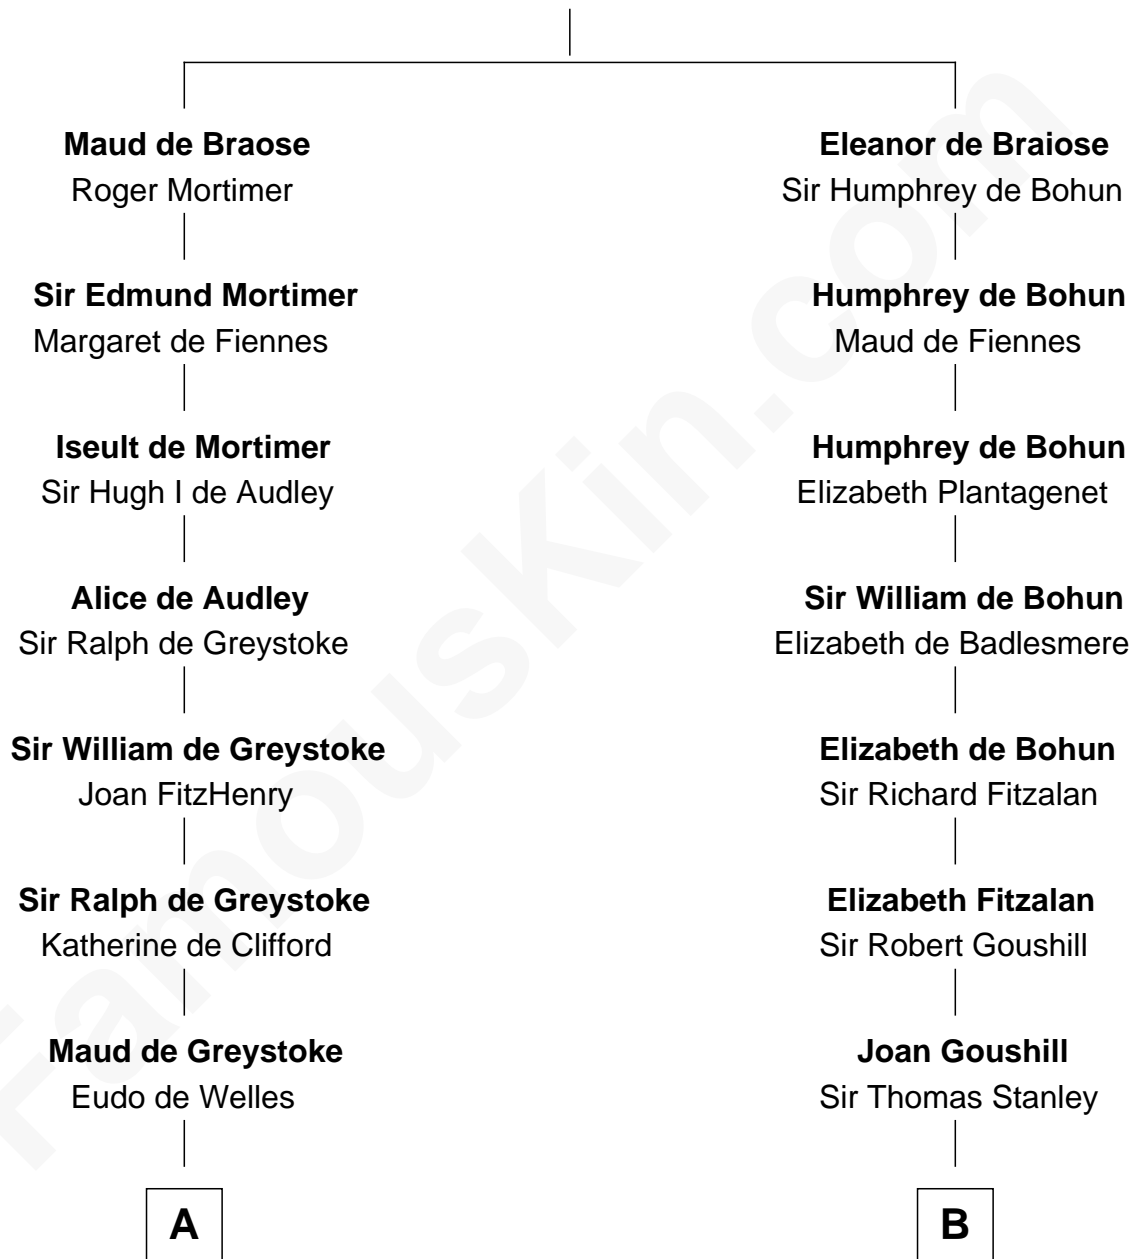 Maud de Braose
Roger Mortimer
Sir Edmund Mortimer
Margaret de Fiennes
Iseult de Mortimer
Sir Hugh I de Audley
Alice de Audley
Sir Ralph de Greystoke
Sir William de Greystoke
Joan FitzHenry
Sir Ralph de Greystoke
Katherine de Clifford
Maud de Greystoke
Eudo de Welles
A
Eleanor de Braiose
Sir Humphrey de Bohun
Humphrey de Bohun
Maud de Fiennes
Humphrey de Bohun
Elizabeth Plantagenet
Sir William de Bohun
Elizabeth de Badlesmere
Elizabeth de Bohun
Sir Richard Fitzalan
Elizabeth Fitzalan
Sir Robert Goushill
Joan Goushill
Sir Thomas Stanley
B
FamousKin.com